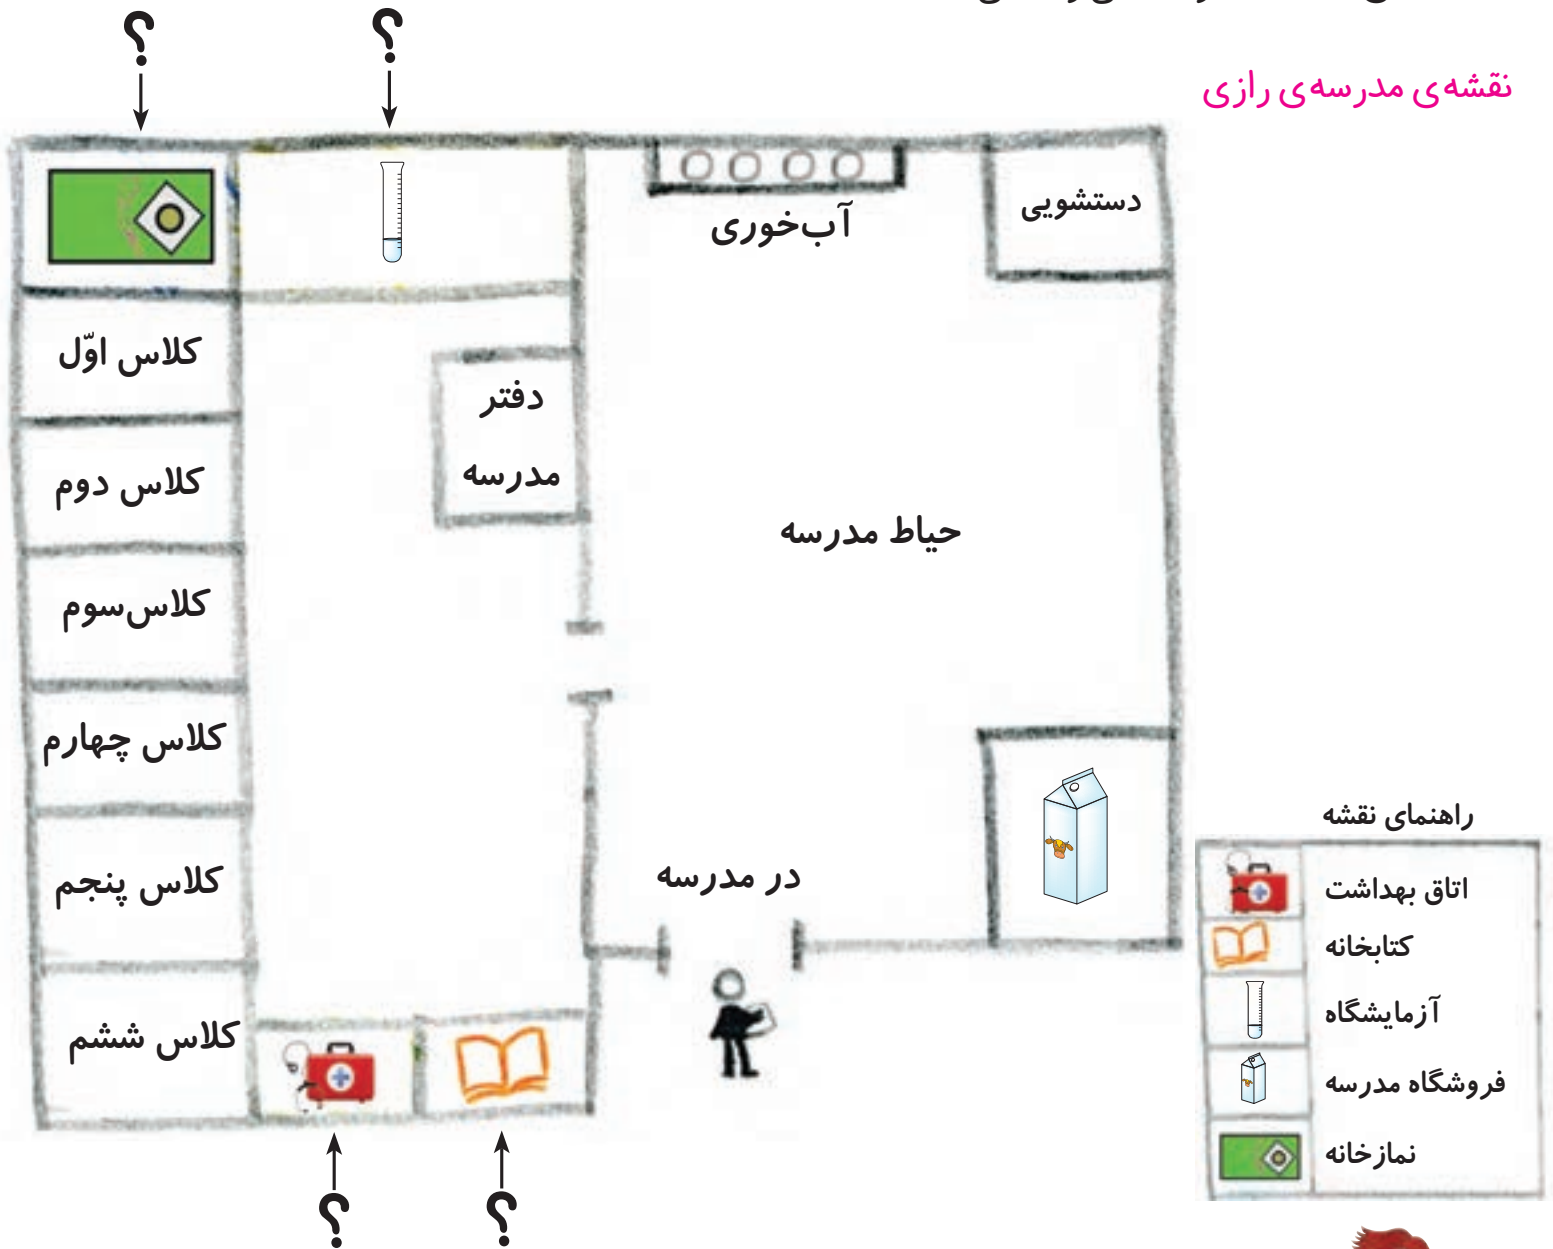 نقشه‌ی مدرسه‌ی رازی
؟
؟
دستشویی
آب‌خوری
کلاس اوّل
دفتر
مدرسه
کلاس دوم
حیاط مدرسه
کلاس سوم
کلاس چهارم
در مدرسه
کلاس پنجم
کلاس ششم
؟
؟
راهنمای نقشه
اتاق بهداشت
کتابخانه
آزمایشگاه
فروشگاه مدرسه
نمازخانه